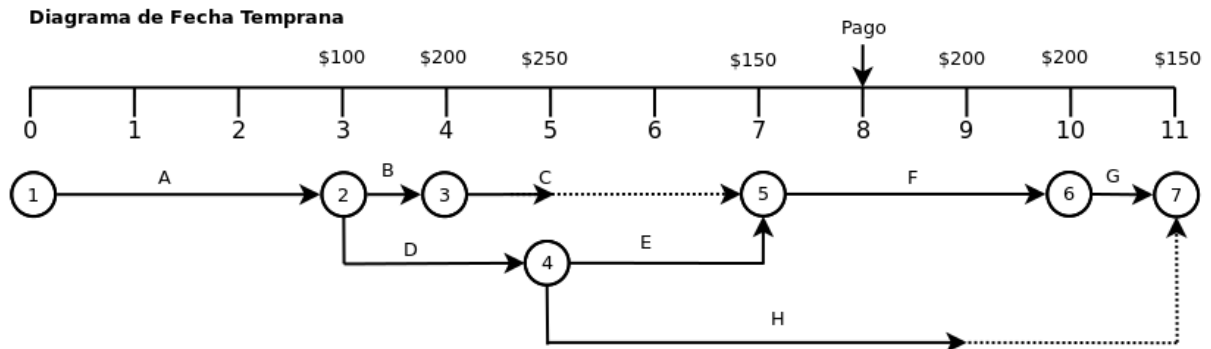 Diagrama de Fecha Temprana
Pago
$100 $200 $250 $150 $200 $200 $150
0 1 2 3 4 5 6 7 8 9 10 11
A B C F G
1 2 3 5 6 7
D E
4
H